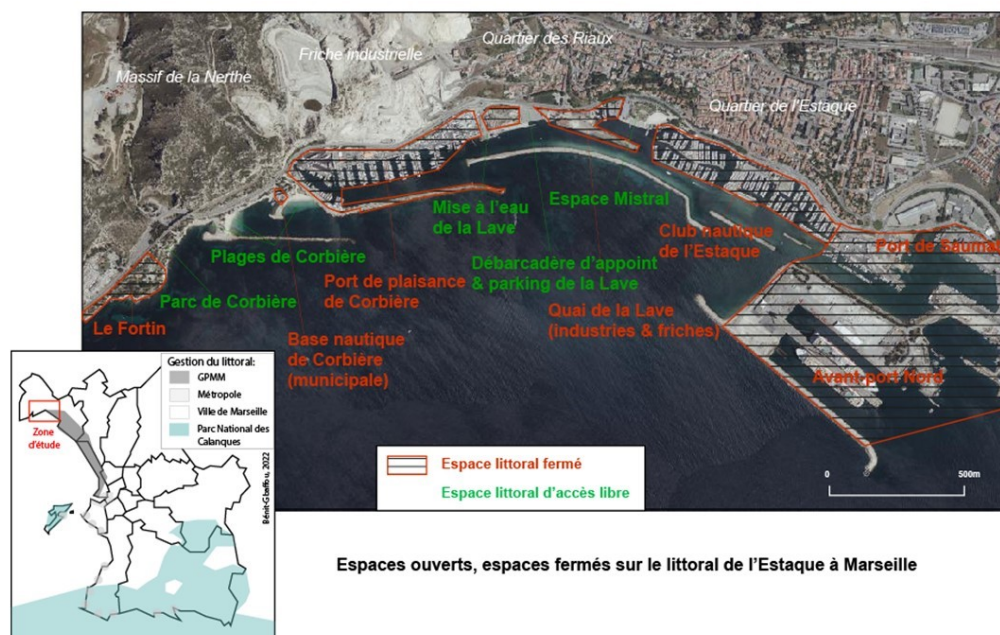 Massif de la Nerthe
Friche industrielle
Quartier des Riaux
Quartier de l'Estaque
Mise à l'eau
de la Lave
Espace Mistral
Club nautique
de l'Estaque
Port de Saumaty
Plages de Corbière
Parc de Corbière
Port de plaisance
de Corbière
Débarcadère d'appoint
& parking de la Lave
Le Fortin
Base nautique
de Corbière
(municipale)
Quai de la Lave
(industries & friches)
Avant-port Nord
Espace littoral fermé
Espace littoral d'accès libre
0 500m
Gestion du littoral:
GPMM
Métropole
Ville de Marseille
Parc National des
Calanques
Zone
d'étude
Bénit-Gbaffou, 2022
Espaces ouverts, espaces fermés sur le littoral de l'Estaque à Marseille